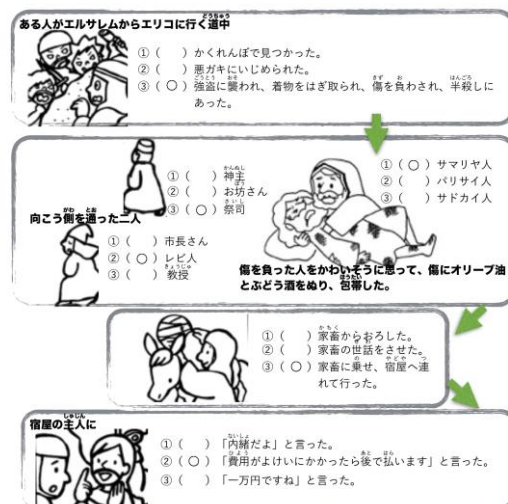 ある人がエルサレムからエリコに行く道中
①（　）かくれんぼで見つかった。
②（　）悪ガキにいじめられた。
③（○）強盗に襲われ、着物をはぎ取られ、傷を負わされ、半殺しに
あった。
①（　）神主
②（　）お坊さん
③（○）祭司
向こう側を通った二人
①（　）市長さん
②（○）レビ人
③（　）教授
①（○）サマリヤ人
②（　）パリサイ人
③（　）サドカイ人
傷を負った人をかわいそうに思って、傷にオリーブ油
とぶどう酒をぬり、包帯した。
①（　）家畜からおろした。
②（　）家畜の世話をさせた。
③（○）家畜に乗せ、宿屋へ連
れて行った。
宿屋の主人に
①（　）「内緒だよ」と言った。
②（○）「費用がよけいにかかったら後で払います」と言った。
③（　）「一万円ですね」と言った。